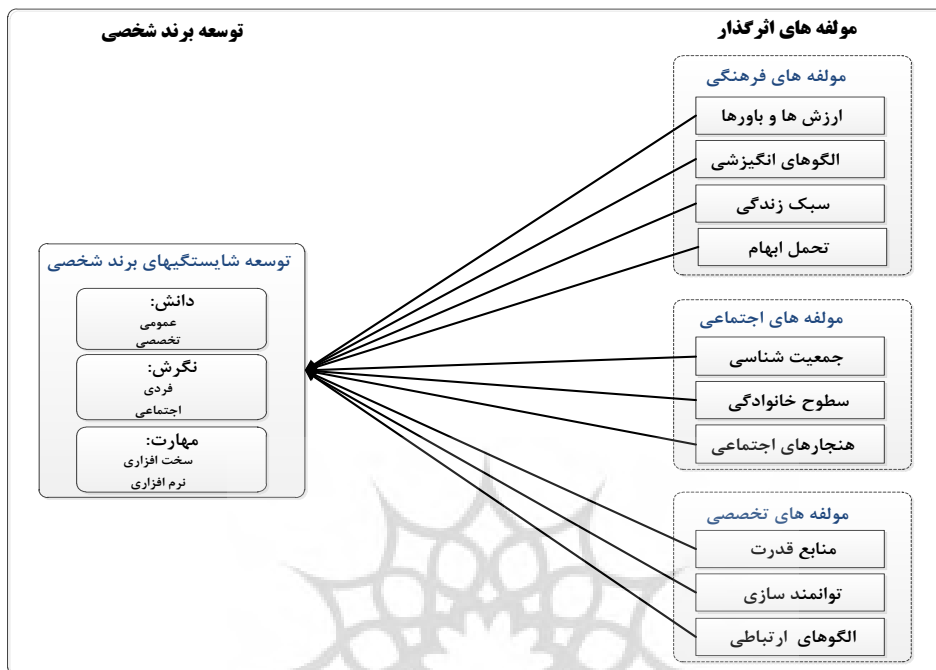 مولفه های اثرگذار
مولفه های فرهنگی
ارزش ها و باورها
الگوهای انگیزشی
سبک زندگی
تحمل ابهام
مولفه های اجتماعی
جمعیت شناسی
سطوح خانوادگی
هنجارهای اجتماعی
مولفه های تخصصی
منابع قدرت
توانمند سازی
الگوهای ارتباطی
توسعه برند شخصی
توسعه شایستگیهای برند شخصی
دانش:
عمومی
تخصصی
نگرش:
فردی
اجتماعی
مهارت:
سخت افزاری
نرم افزاری